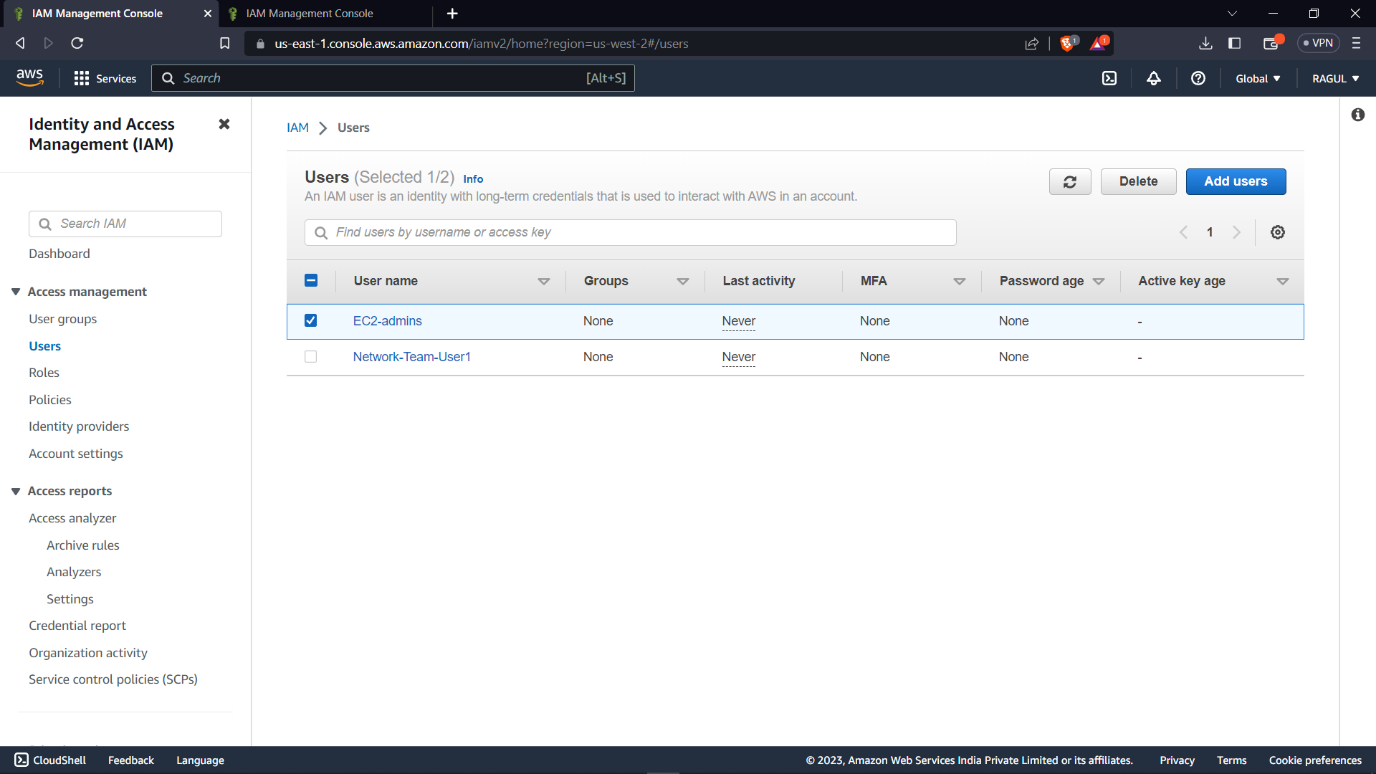 IAM Management Console
IAM Management Console
us-east-1.console.aws.amazon.com/iamv2/home?region=us-west-2#/users
1
1
VPN
aws
Services
Search
[Alt+S]
Global
RAGUL
Identity and Access
Management (IAM)
Search IAM
Dashboard
Access management
User groups
Users
Roles
Policies
Identity providers
Account settings
Access reports
Access analyzer
Archive rules
Analyzers
Settings
Credential report
Organization activity
Service control policies (SCPs)
IAM > Users
Users (Selected 1/2) Info
An IAM user is an identity with long-term credentials that is used to interact with AWS in an account.
Delete
Add users
Find users by username or access key
1
User name Groups Last activity MFA Password age Active key age
EC2-admins None Never None None -
Network-Team-User1 None Never None None -
CloudShell Feedback Language © 2023, Amazon Web Services India Private Limited or its affiliates. Privacy Terms Cookie preferences